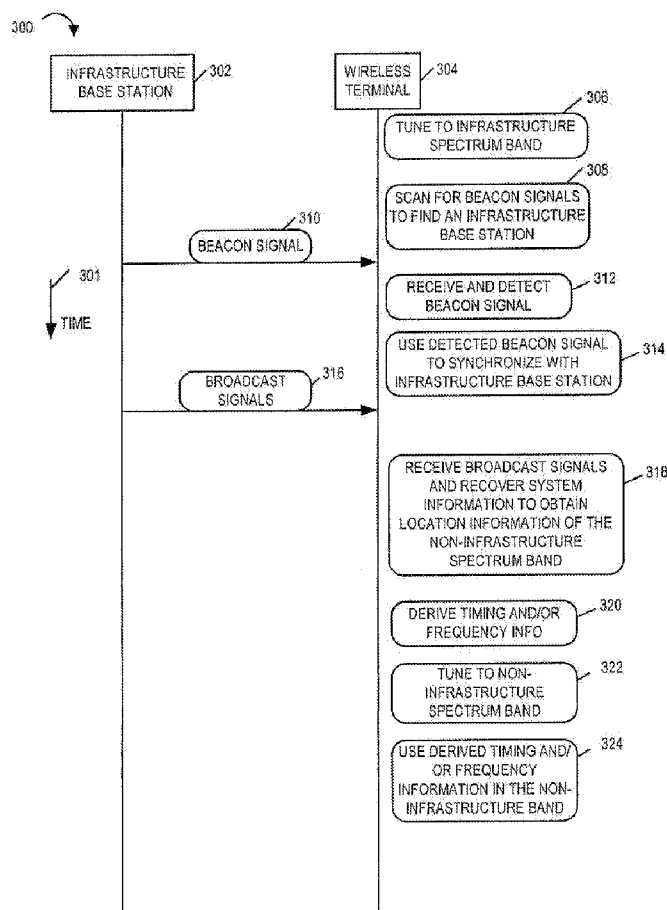 300
INFRASTRUCTURE
BASE STATION
302
WIRELESS
TERMINAL
304
306
TUNE TO INFRASTRUCTURE
SPECTRUM BAND
308
SCAN FOR BEACON SIGNALS
TO FIND AN INFRASTRUCTURE
BASE STATION
310
BEACON SIGNAL
301
TIME
312
RECEIVE AND DETECT
BEACON SIGNAL
314
USE DETECTED BEACON SIGNAL
TO SYNCHRONIZE WITH
INFRASTRUCTURE BASE STATION
316
BROADCAST
SIGNALS
318
RECEIVE BROADCAST SIGNALS
AND RECOVER SYSTEM
INFORMATION TO OBTAIN
LOCATION INFORMATION OF THE
NON-INFRASTRUCTURE
SPECTRUM BAND
320
DERIVE TIMING AND/OR
FREQUENCY INFO
322
TUNE TO NON-
INFRASTRUCTURE
SPECTRUM BAND
324
USE DERIVED TIMING AND/
OR FREQUENCY
INFORMATION IN THE NON-
INFRASTRUCTURE BAND